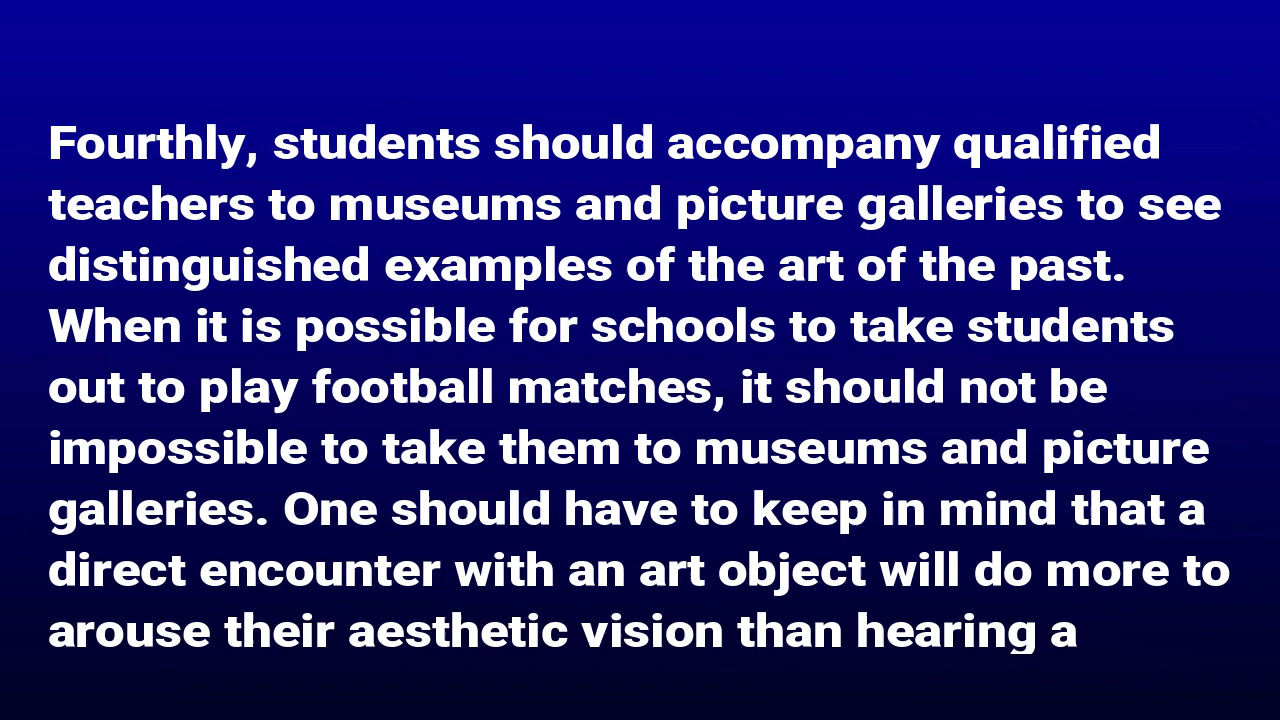 Fourthly, students should accompany qualified
teachers to museums and picture galleries to see
distinguished examples of the art of the past.
When it is possible for schools to take students
out to play football matches, it should not be
impossible to take them to museums and picture
galleries. One should have to keep in mind that a
direct encounter with an art object will do more to
arouse their aesthetic vision than hearing a